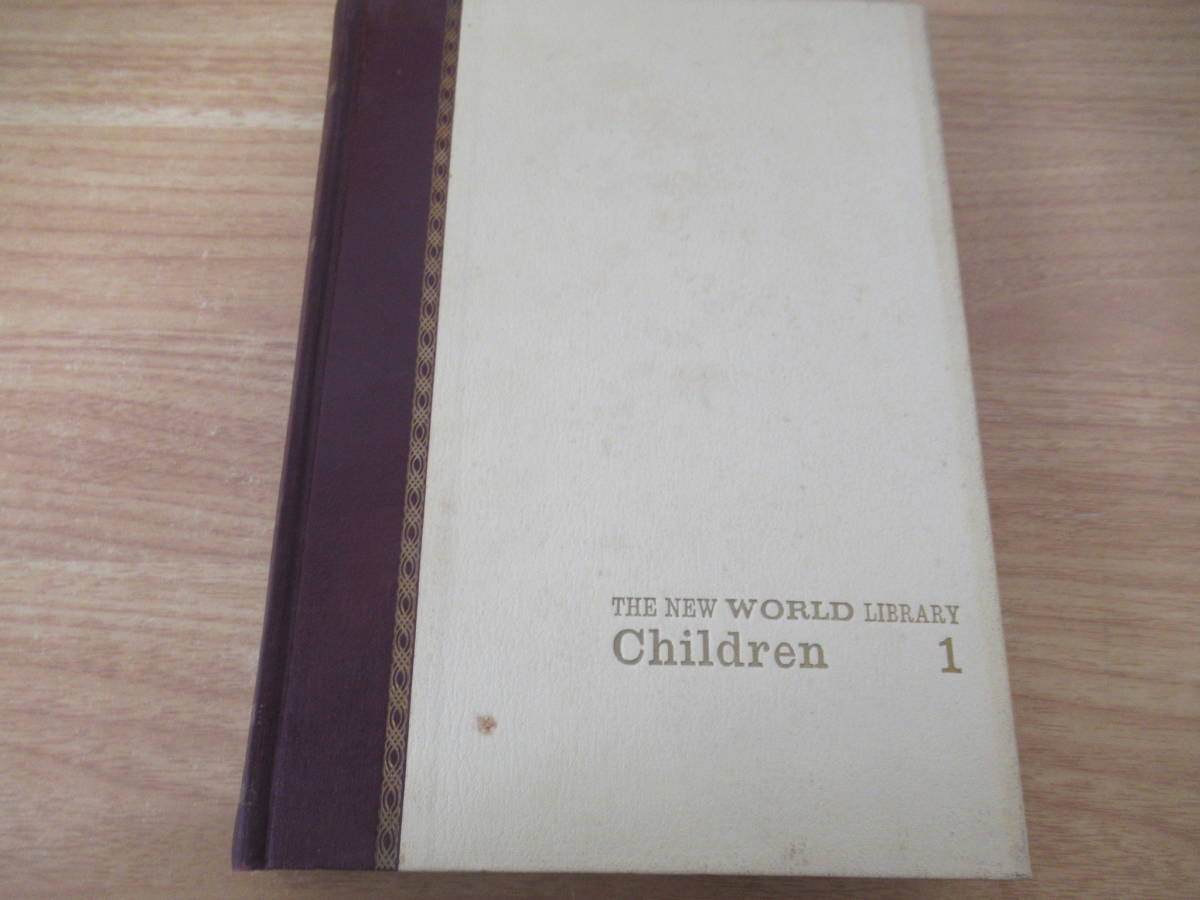 THE NEW WORLD LIBRARY
Children 1